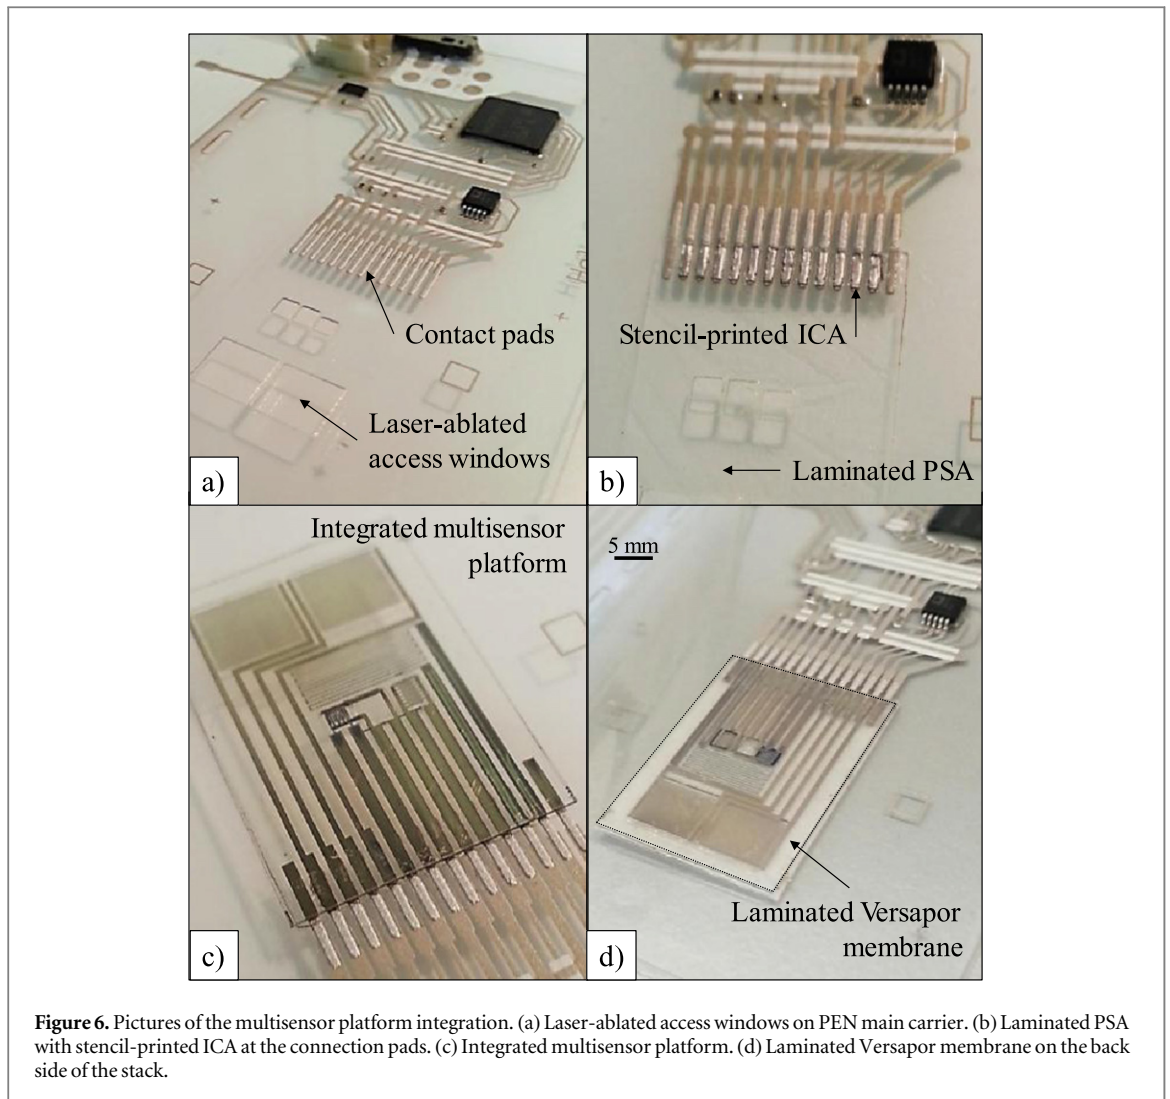 Contact pads
Laser-ablated
access windows
a)
Stencil-printed ICA
Laminated PSA
b)
Integrated multisensor
platform
c)
5 mm
Laminated Versapor
membrane
d)
Figure 6. Pictures of the multisensor platform integration. (a) Laser-ablated access windows on PEN main carrier. (b) Laminated PSA
with stencil-printed ICA at the connection pads. (c) Integrated multisensor platform. (d) Laminated Versapor membrane on the back
side of the stack.